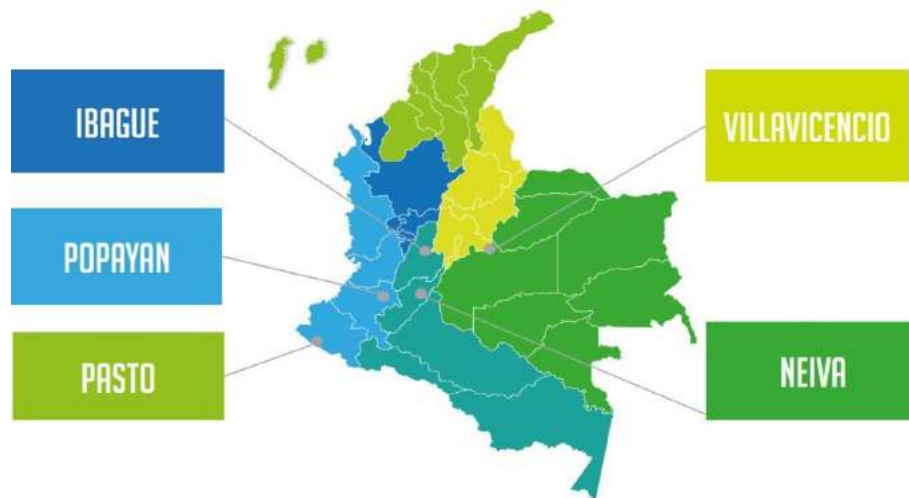 IBAGUE
VILLAVICENCIO
POPAYAN
PASTO
NEIVA